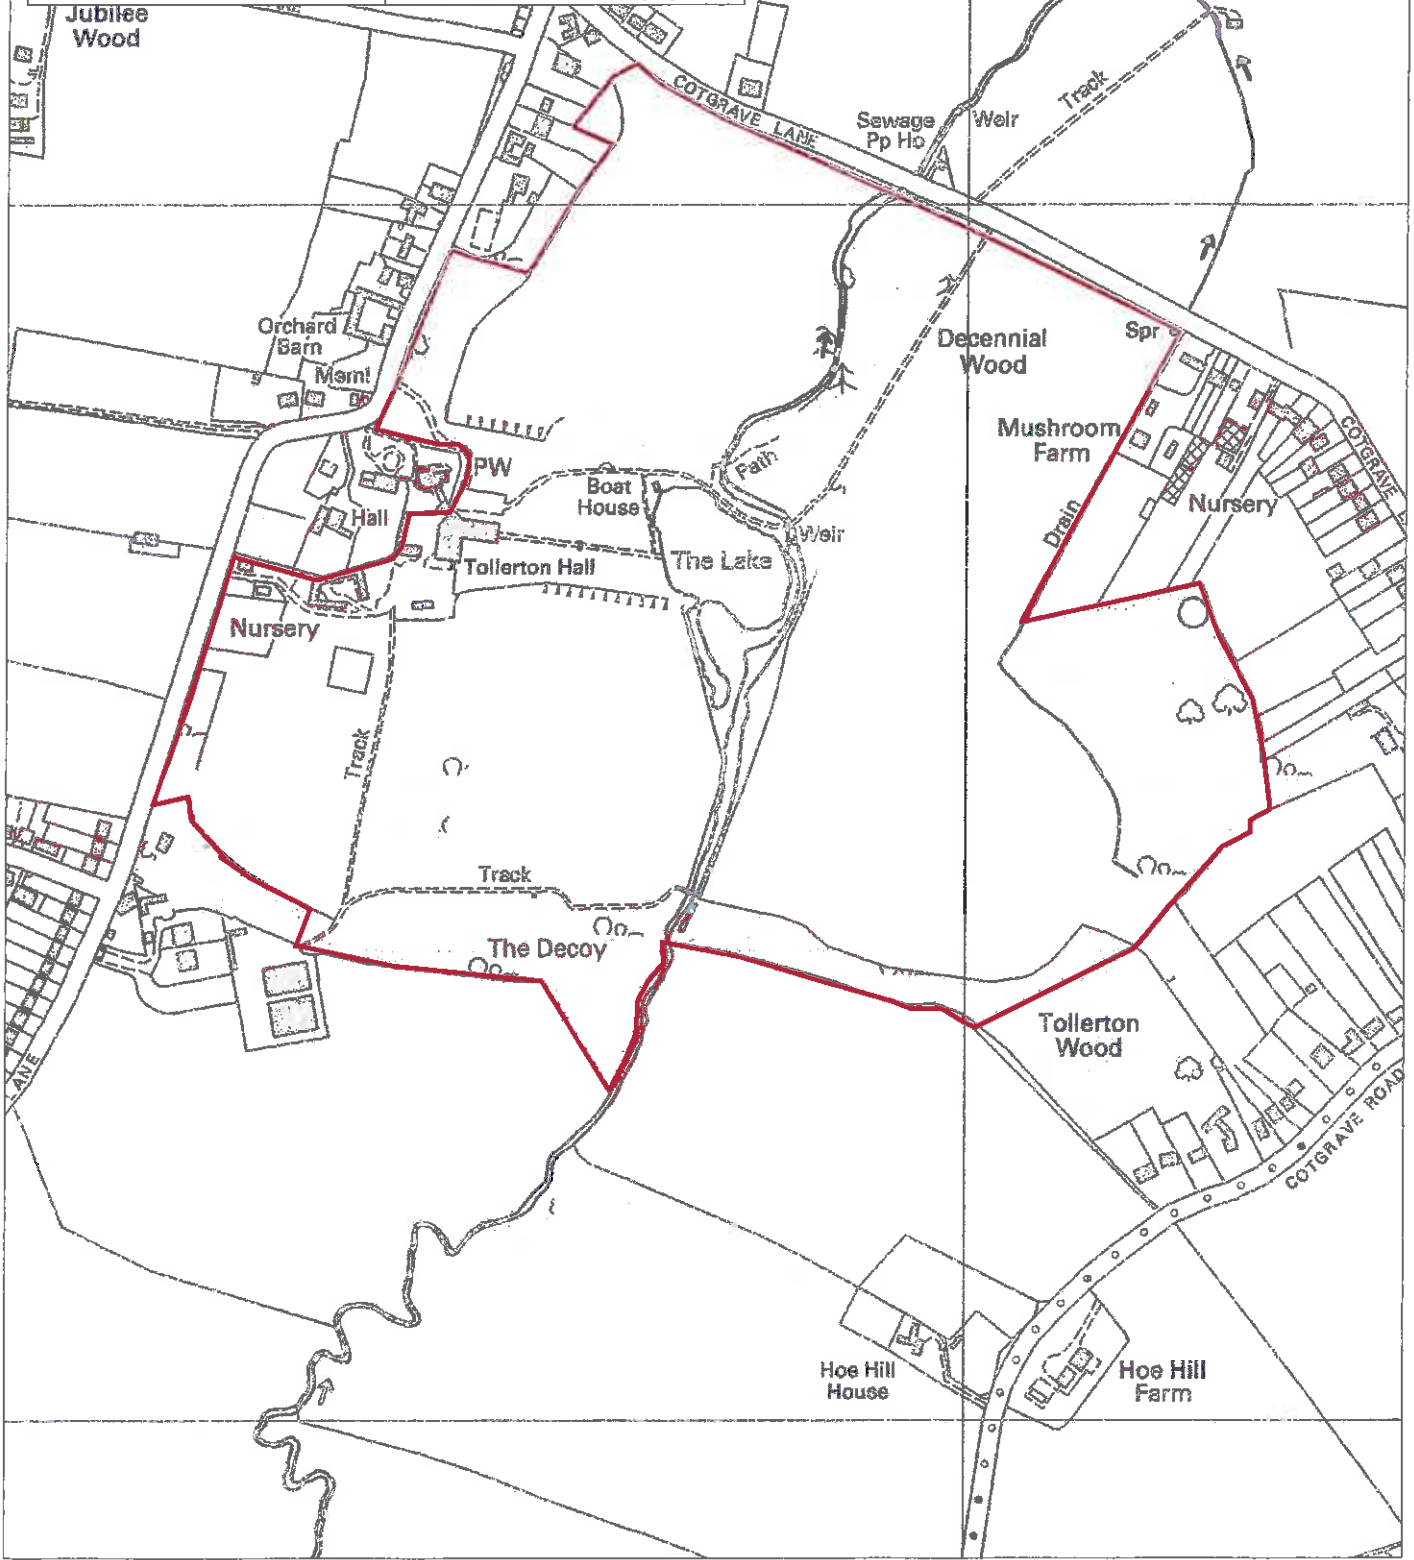 Jubilee
Wood
COTGRAVE LANE
Sewage
Pp Ho
Weir
Track
Orchard
Barn
Meml
Spr
Decennial
Wood
Mushroom
Farm
COTGRAVE
PW
Path
Boat
House
Nursery
Hall
Drain
Weir
Tollerton Hall
The Lake
Nursery
Track
Track
The Decoy
Tollerton
Wood
ANE
COTGRAVE ROAD
Hoe Hill
House
Hoe Hill
Farm